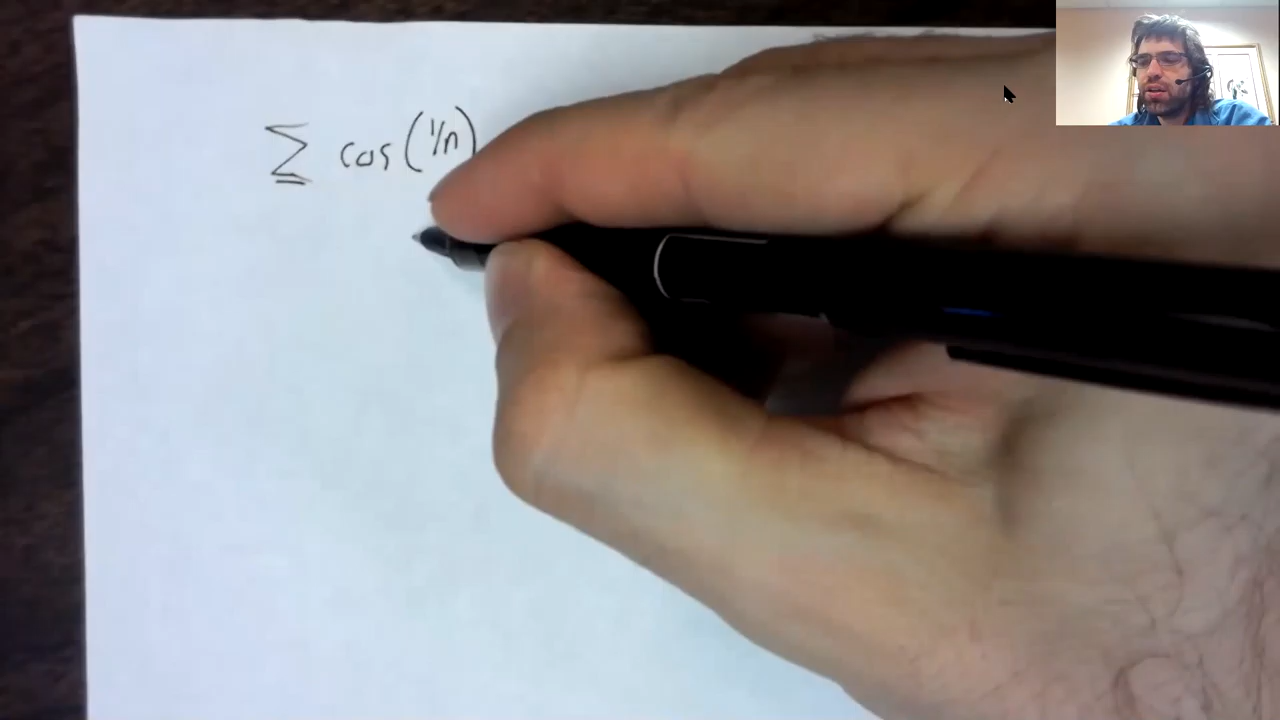 ∑ cos(1/n)